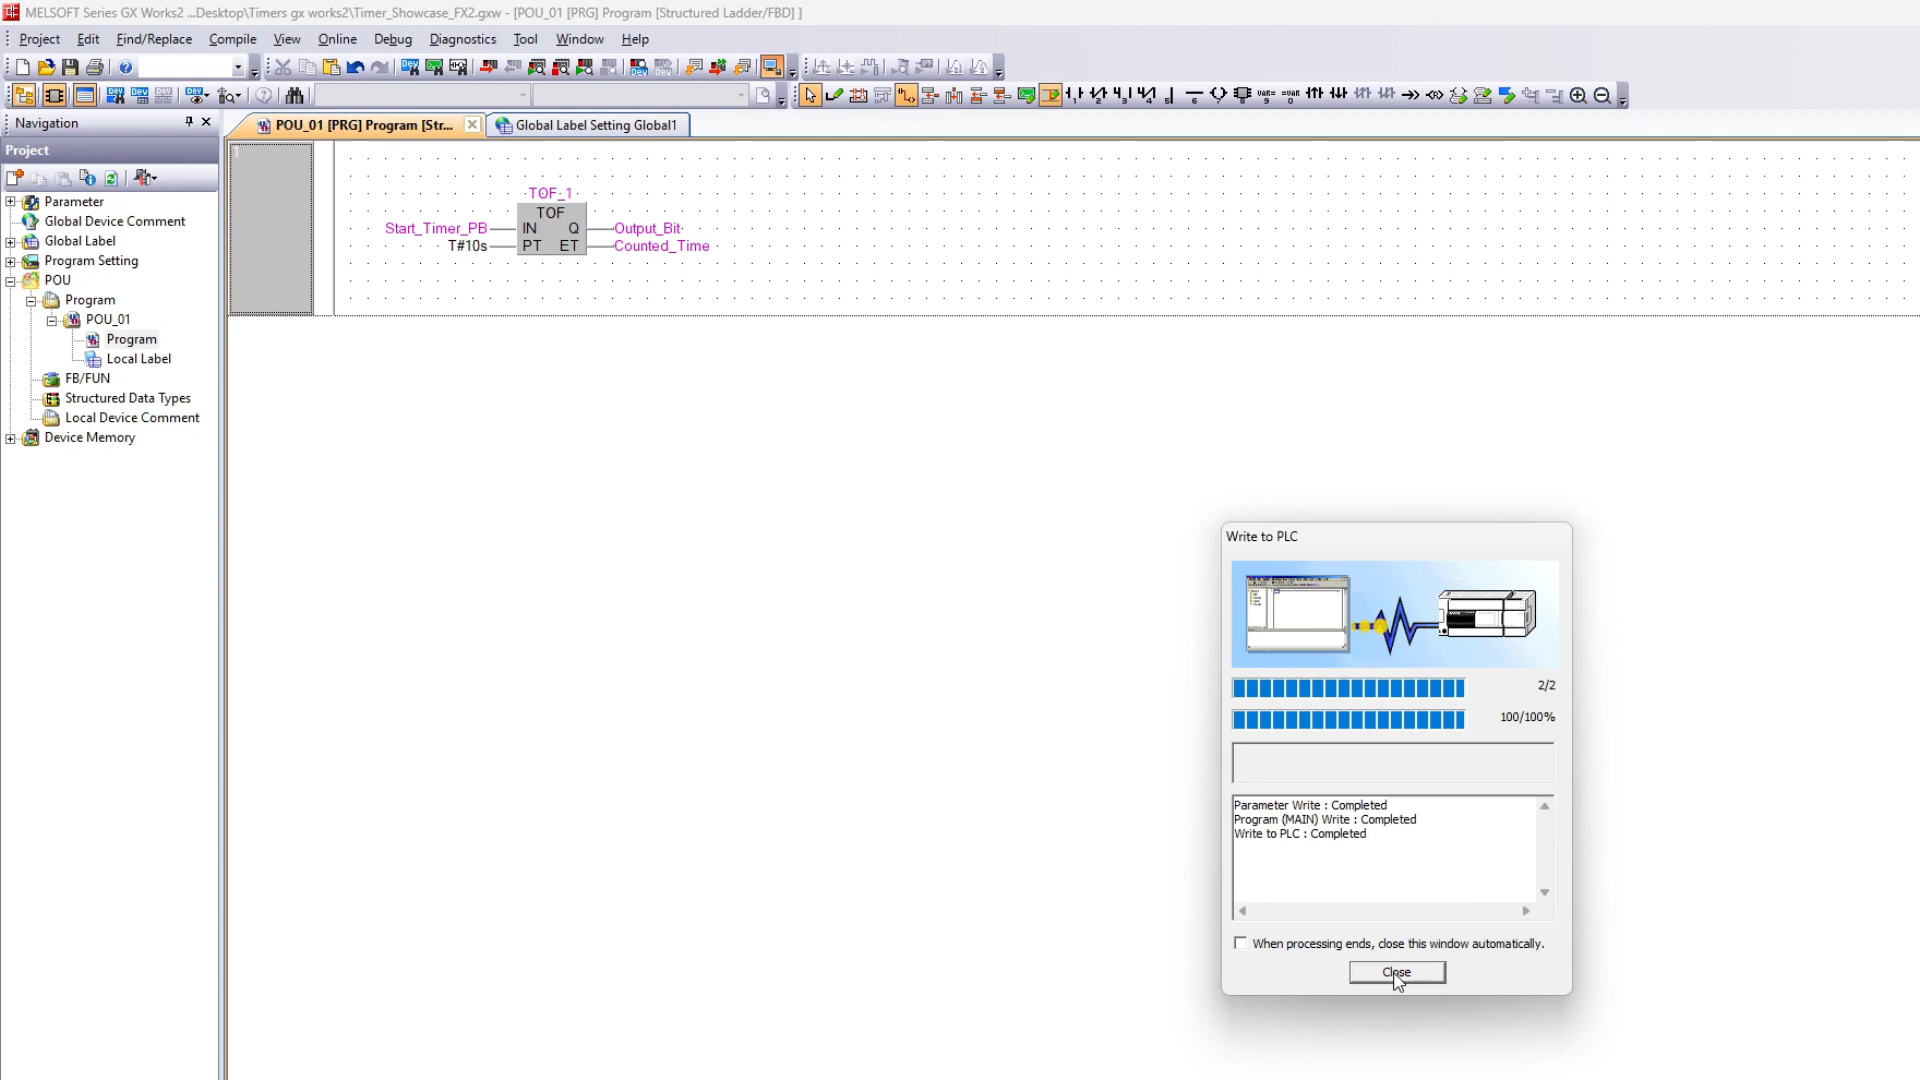 MELSOFT Series GX Works2 ...Desktop\Timers gx works2\Timer_Showcase_FX2.gxw - [POU_01 [PRG] Program [Structured Ladder/FBD] ]
Project Edit Find/Replace Compile View Online Debug Diagnostics Tool Window Help
Navigation
POU_01 [PRG] Program [Str...
Global Label Setting Global1
Project
Parameter
Global Device Comment
Global Label
Program Setting
POU
Program
POU_01
Program
Local Label
FB/FUN
Structured Data Types
Local Device Comment
Device Memory
1
TOF_1
TOF
Start_Timer_PB IN Q Output_Bit
T#10s PT ET Counted_Time
Write to PLC
2/2
100/100%
Parameter Write : Completed
Program (MAIN) Write : Completed
Write to PLC : Completed
When processing ends, close this window automatically.
Close